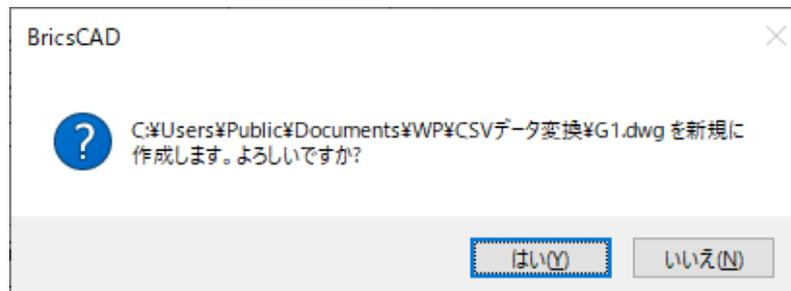 BricsCAD
C:¥Users¥Public¥Documents¥WP¥CSVデータ変換¥G1.dwg を新規に
作成します。よろしいですか?
はい(Y)
いいえ(N)